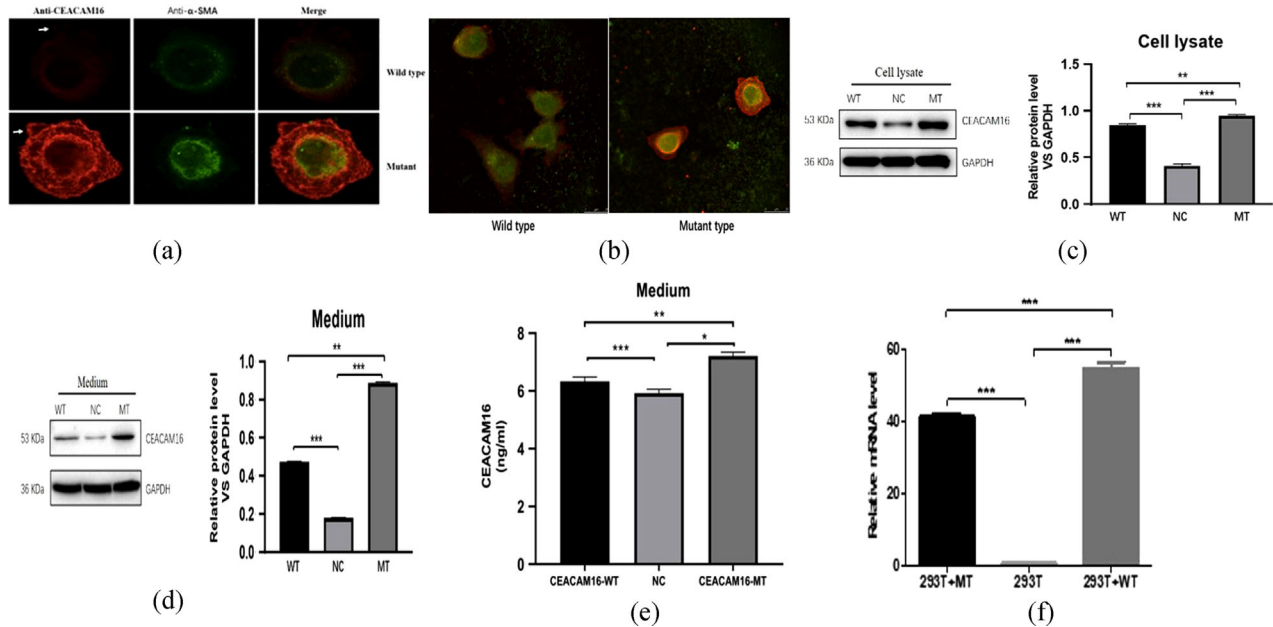 Anti-CEACAM16 Anti-α-SMA Merge
Wild type
Mutant
(a)
Wild type Mutant type
(b)
Cell lysate
WT NC MT
53 KDa CEACAM16
36 KDa GAPDH
Cell lysate
Relative protein level
VS GAPDH
1.5
1.0
0.5
0.0
** 
*** ***
WT NC MT
(c)
Medium
WT NC MT
53 KDa CEACAM16
36 KDa GAPDH
Medium
Relative protein level
VS GAPDH
1.0
0.8
0.6
0.4
0.2
0.0
**
***
***
WT NC MT
(d)
Medium
CEACAM16
(ng/ml)
8
6
4
2
0
**
*** *
CEACAM16-WT NC CEACAM16-MT
(e)
Relative mRNA level
60
40
20
0
***
***
***
293T+MT 293T 293T+WT
(f)